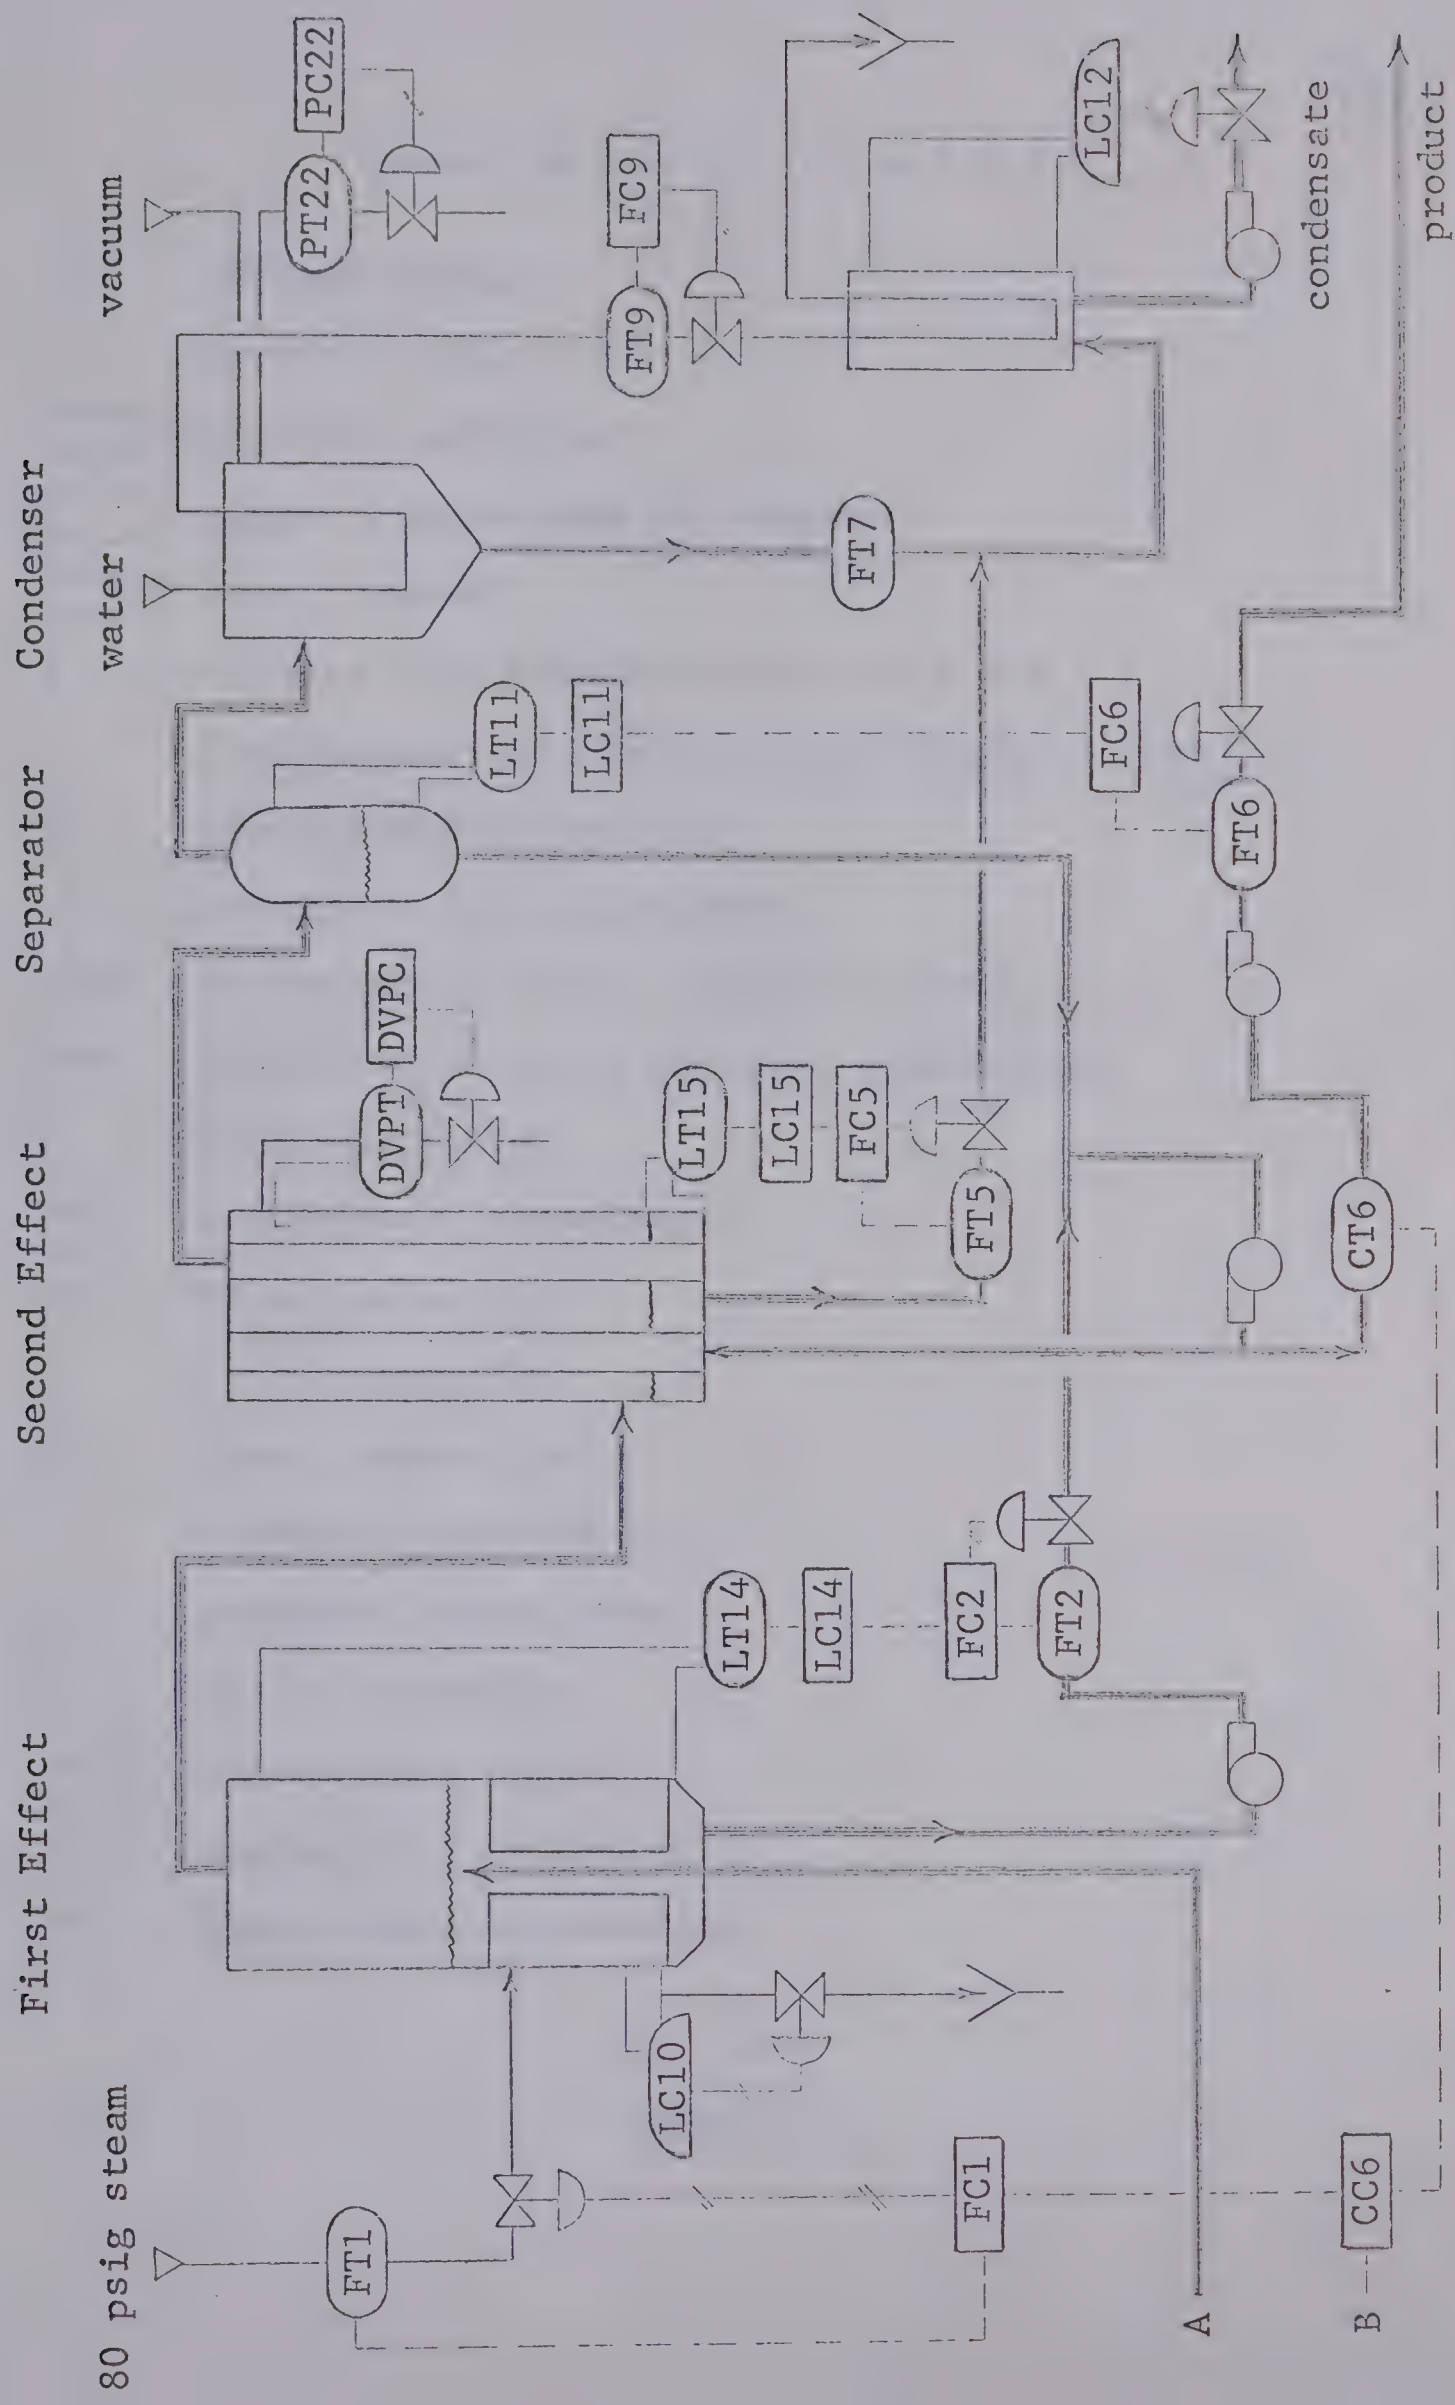 First Effect
Second Effect
Separator
Condenser
80 psig steam
water
vacuum
FT1
DVPT
DVPC
PT22
PC22
LT11
LC11
FT9
FC9
LC10
LT14
LC14
LT15
LC15
FC5
FT7
LC12
FC1
FC2
FT2
FT5
FC6
FT6
A
condensate
B
CC6
CT6
product